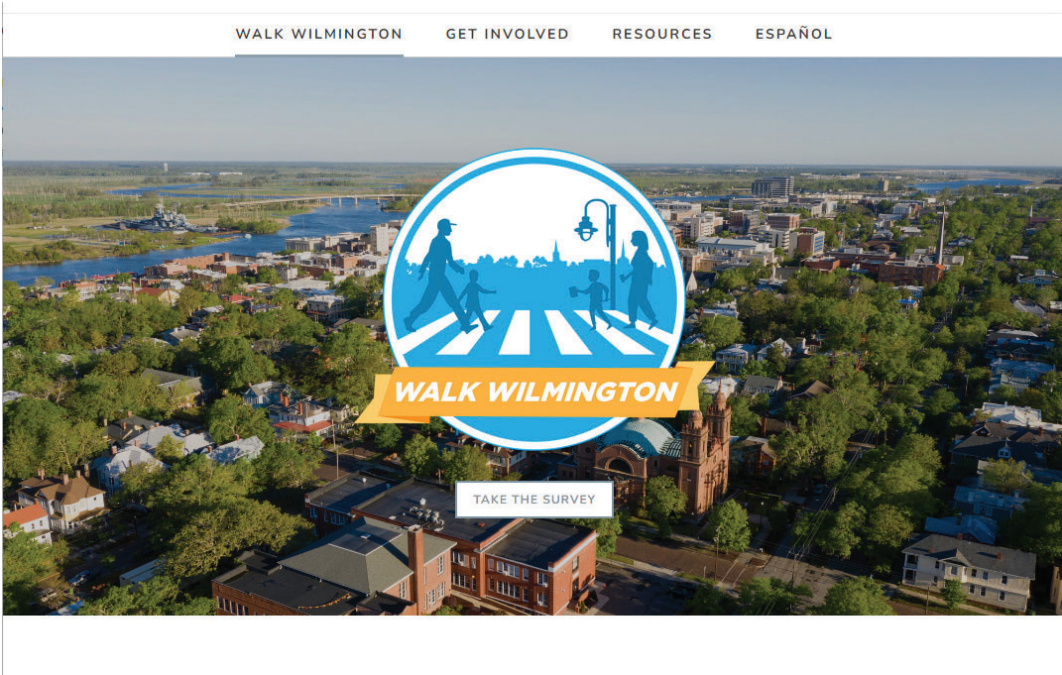 WALK WILMINGTON GET INVOLVED RESOURCES ESPAÑOL
WALK WILMINGTON
TAKE THE SURVEY